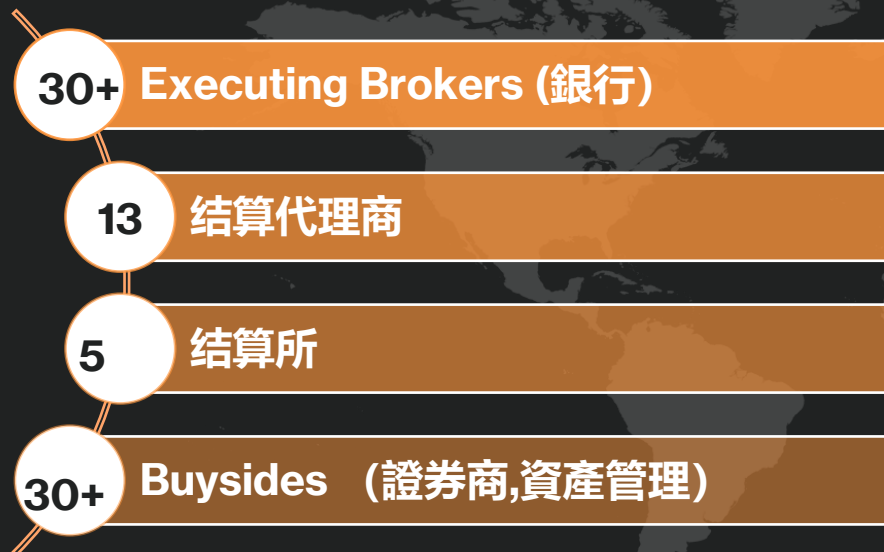 30+ Executing Brokers (銀行)
13 结算代理商
5 结算所
30+ Buysides (證券商,資產管理)